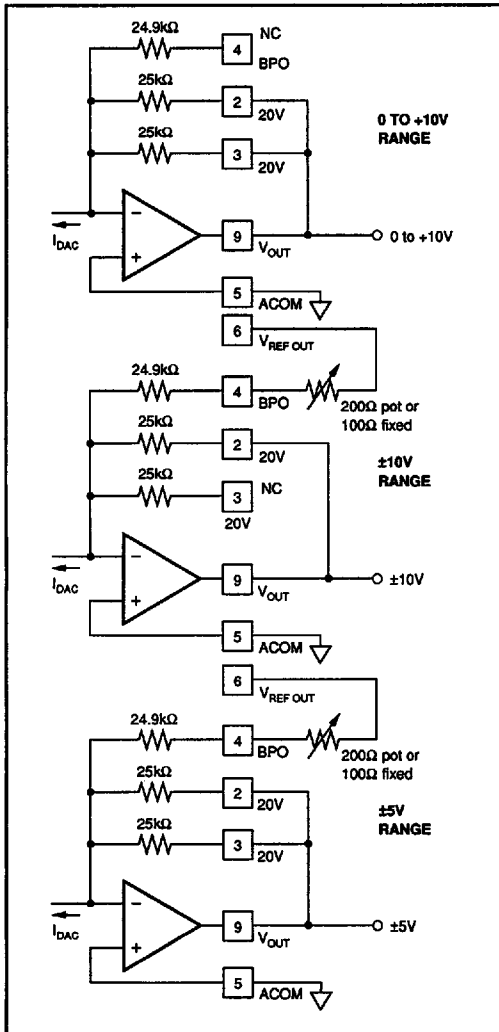 24.9kΩ
4
NC
BPO
25kΩ
2
20V
0 TO +10V
RANGE
25kΩ
3
20V
−
+
I_DAC
9
V_OUT
0 to +10V
5
ACOM
6
V_REF OUT
24.9kΩ
4
BPO
200Ω pot or
100Ω fixed
25kΩ
2
20V
±10V
RANGE
25kΩ
3
NC
20V
−
+
I_DAC
9
V_OUT
±10V
5
ACOM
6
V_REF OUT
24.9kΩ
4
BPO
200Ω pot or
100Ω fixed
25kΩ
2
20V
±5V
RANGE
25kΩ
3
20V
−
+
I_DAC
9
V_OUT
±5V
5
ACOM